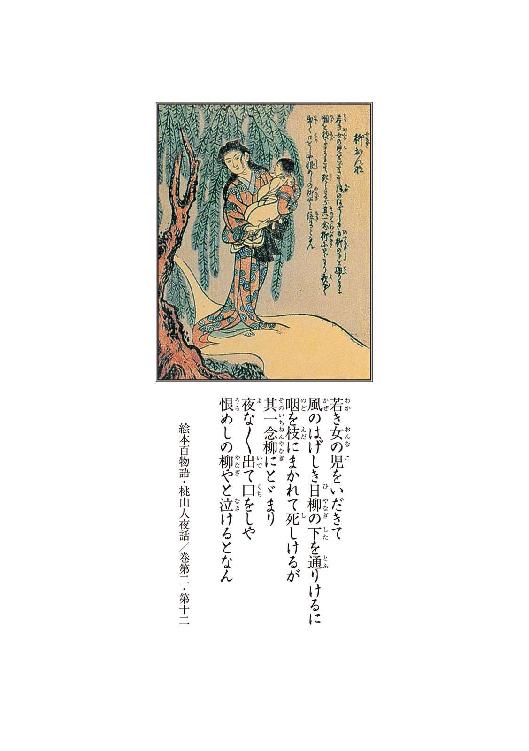 柳おんな
若き女の児をいだきて
風のはげしき日柳の下を通りけるに
咽を枝にまかれて死しけるが
其一念柳にとゞまり
夜な〱出て口をしや
恨めしの柳やと泣けるとなん
絵本百物語・桃山人夜話／巻第二・第十二